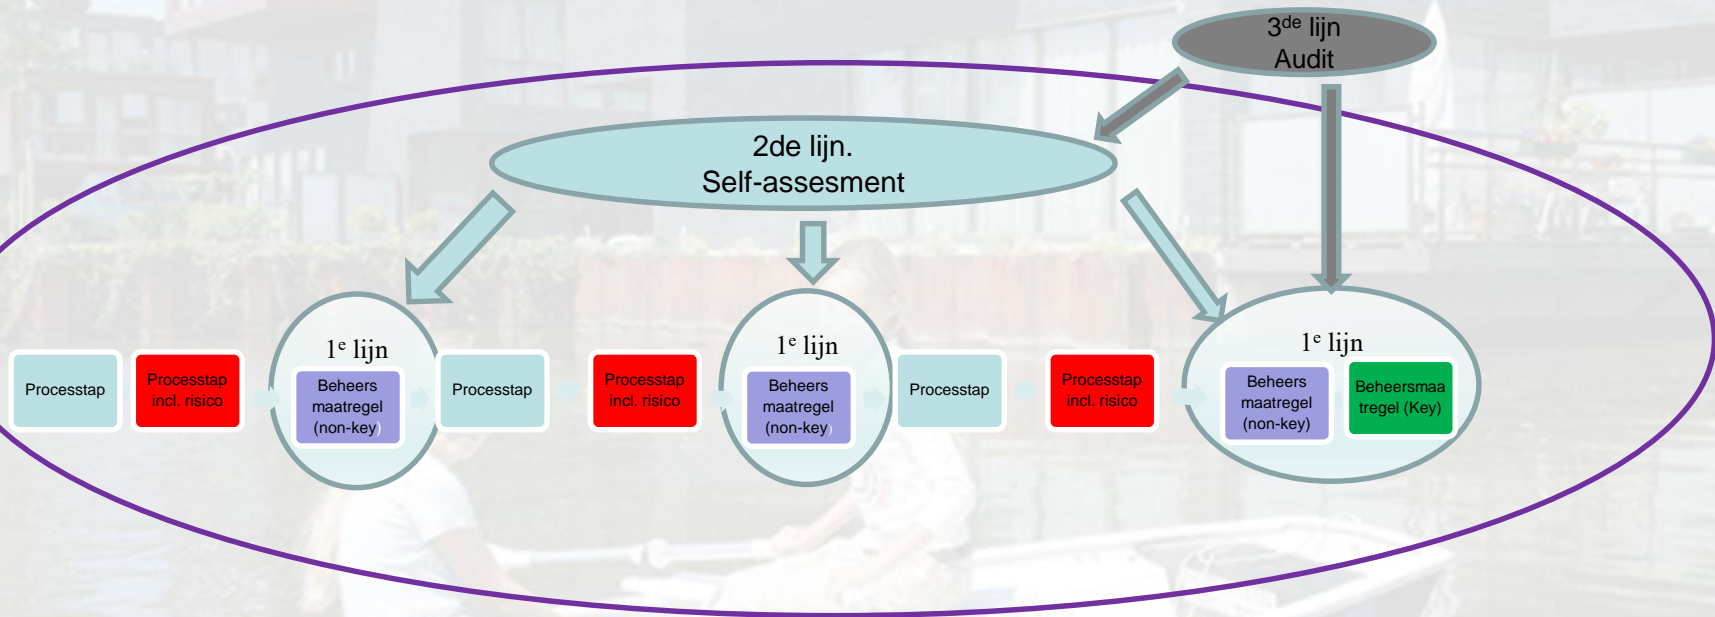 3de lijn
Audit
2de lijn.
Self-assesment
1e lijn
1e lijn
1e lijn
Processtap
Processtap
incl. risico
Beheers
maatregel
(non-key)
Processtap
Processtap
incl. risico
Beheers
maatregel
(non-key)
Processtap
Processtap
incl. risico
Beheers
maatregel
(non-key)
Beheersmaa
tregel (Key)